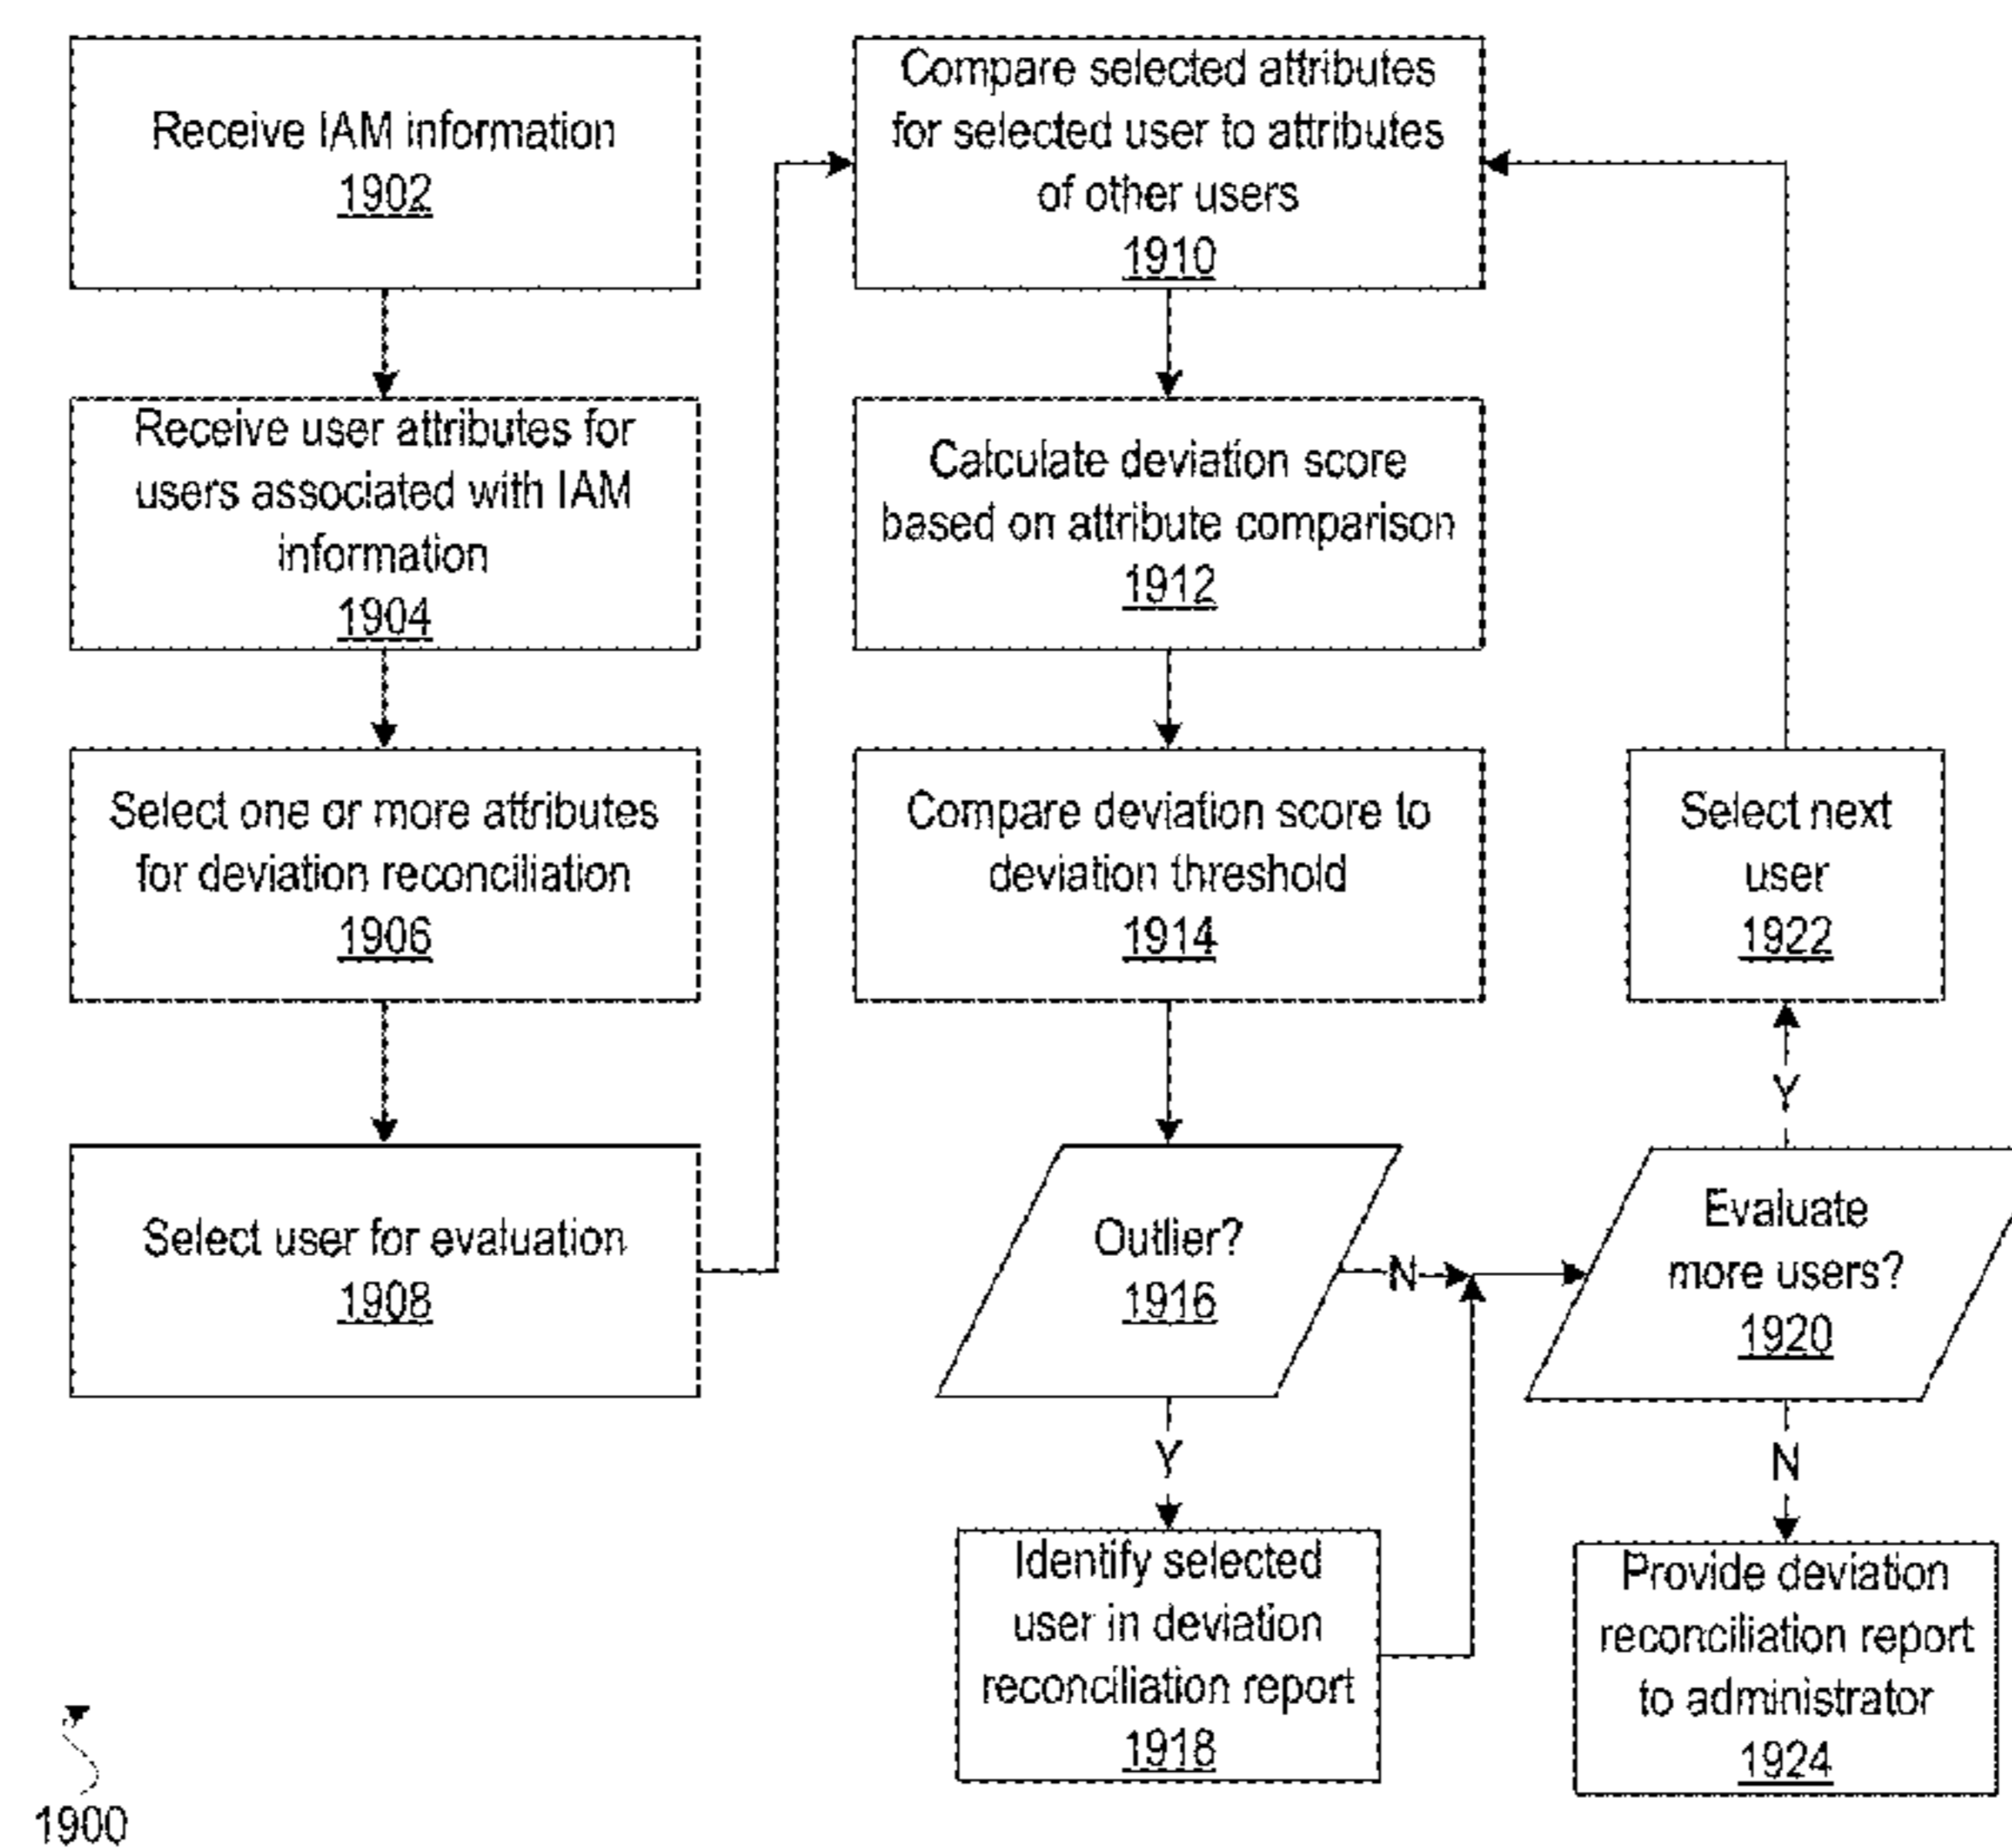 Receive IAM information
1902
Receive user attributes for
users associated with IAM
information
1904
Select one or more attributes
for deviation reconciliation
1906
Select user for evaluation
1908
Compare selected attributes
for selected user to attributes
of other users
1910
Calculate deviation score
based on attribute comparison
1912
Compare deviation score to
deviation threshold
1914
Outlier?
1916
N
Y
Identify selected
user in deviation
reconciliation report
1918
Select next
user
1922
Y
Evaluate
more users?
1920
N
Provide deviation
reconciliation report
to administrator
1924
1900